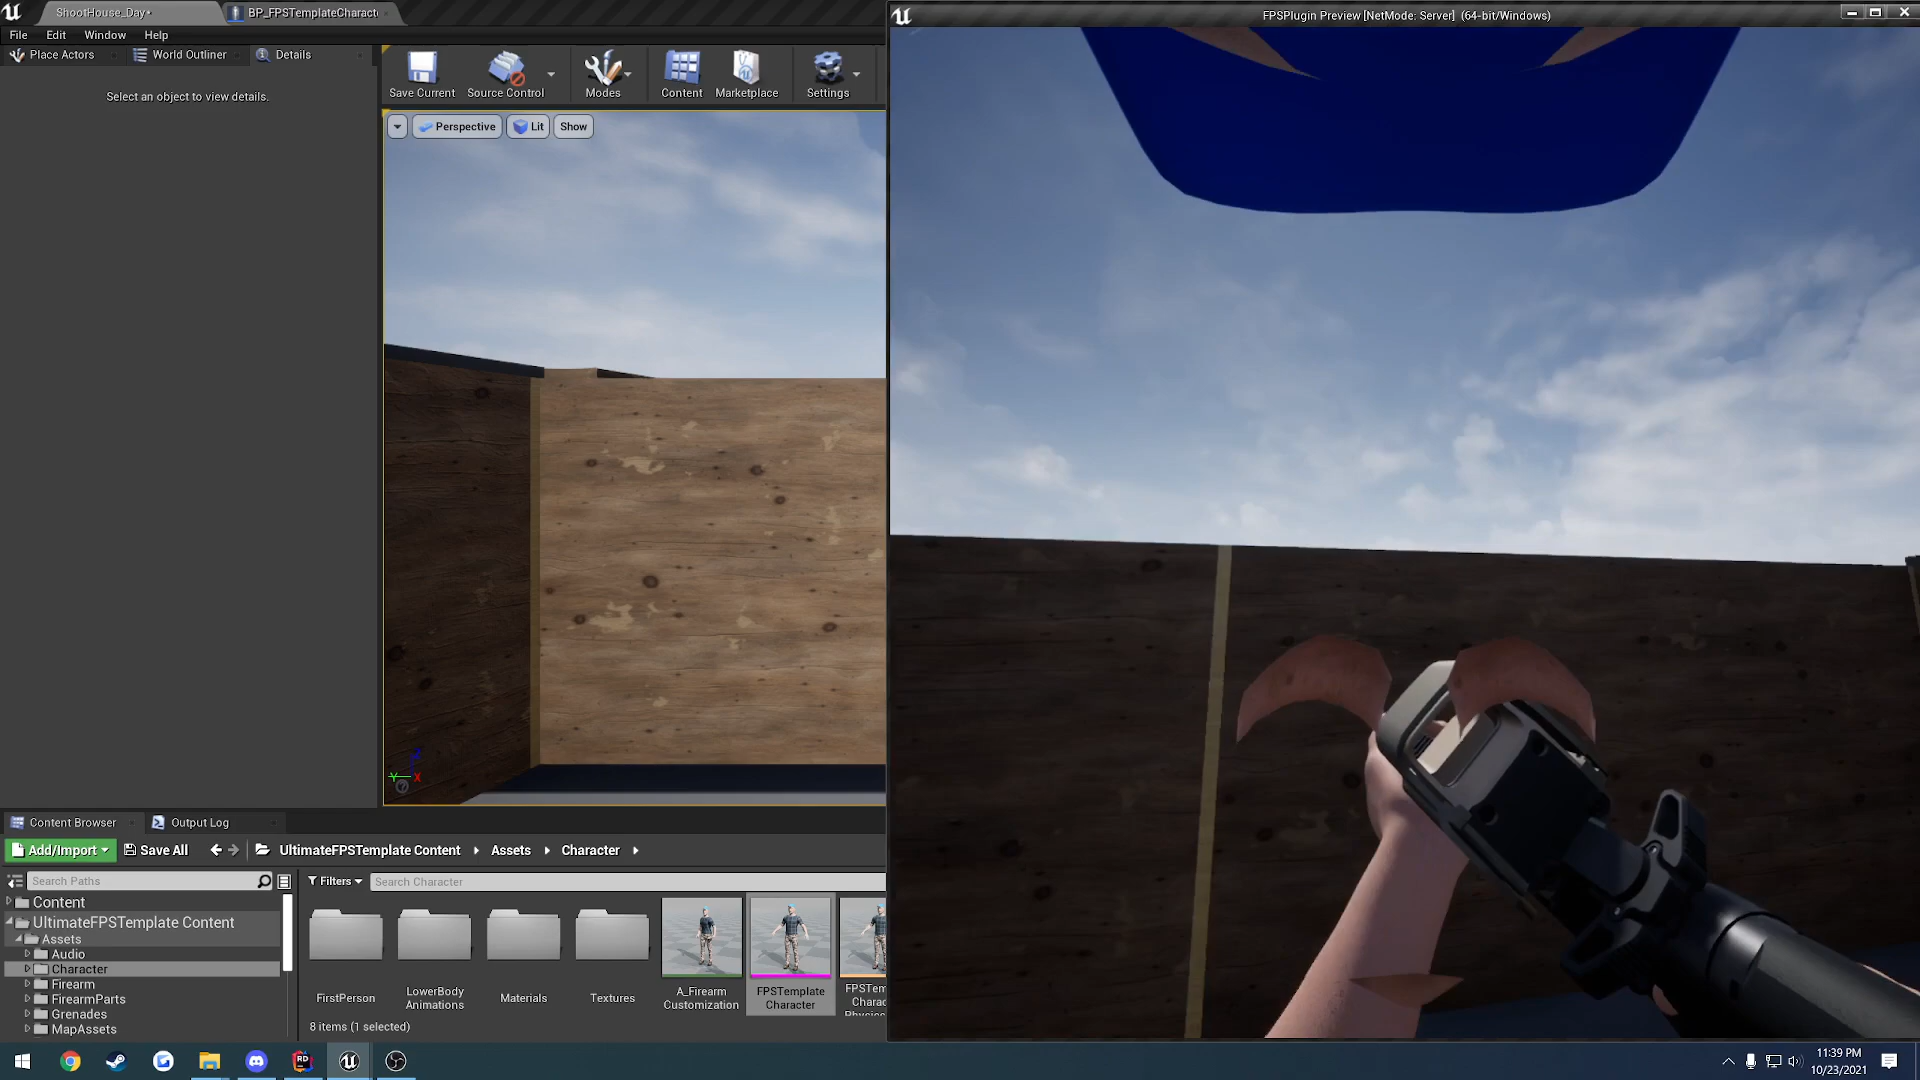 ShootHouse_Day•
BP_FPSTemplateCharact
FPSPlugin Preview [NetMode: Server] (64-bit/Windows)
File
Edit
Window
Help
Place Actors
World Outliner
Details
Select an object to view details.
Save Current
Source Control
Modes
Content
Marketplace
Settings
Perspective
Lit
Show
Y
X
Content Browser
Output Log
Add/Import
Save All
UltimateFPSTemplate Content
Assets
Character
Search Paths
Filters
Search Character
Content
UltimateFPSTemplate Content
Assets
Audio
Character
Firearm
FirearmParts
Grenades
MapAssets
FirstPerson
LowerBody
Animations
Materials
Textures
A_Firearm
Customization
FPSTemplate
Character
FPSTem
Charac
Physics
8 items (1 selected)
RD
11:39 PM
10/23/2021